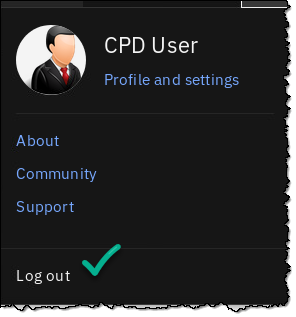 CPD User
Profile and settings
About
Community
Support
Log out